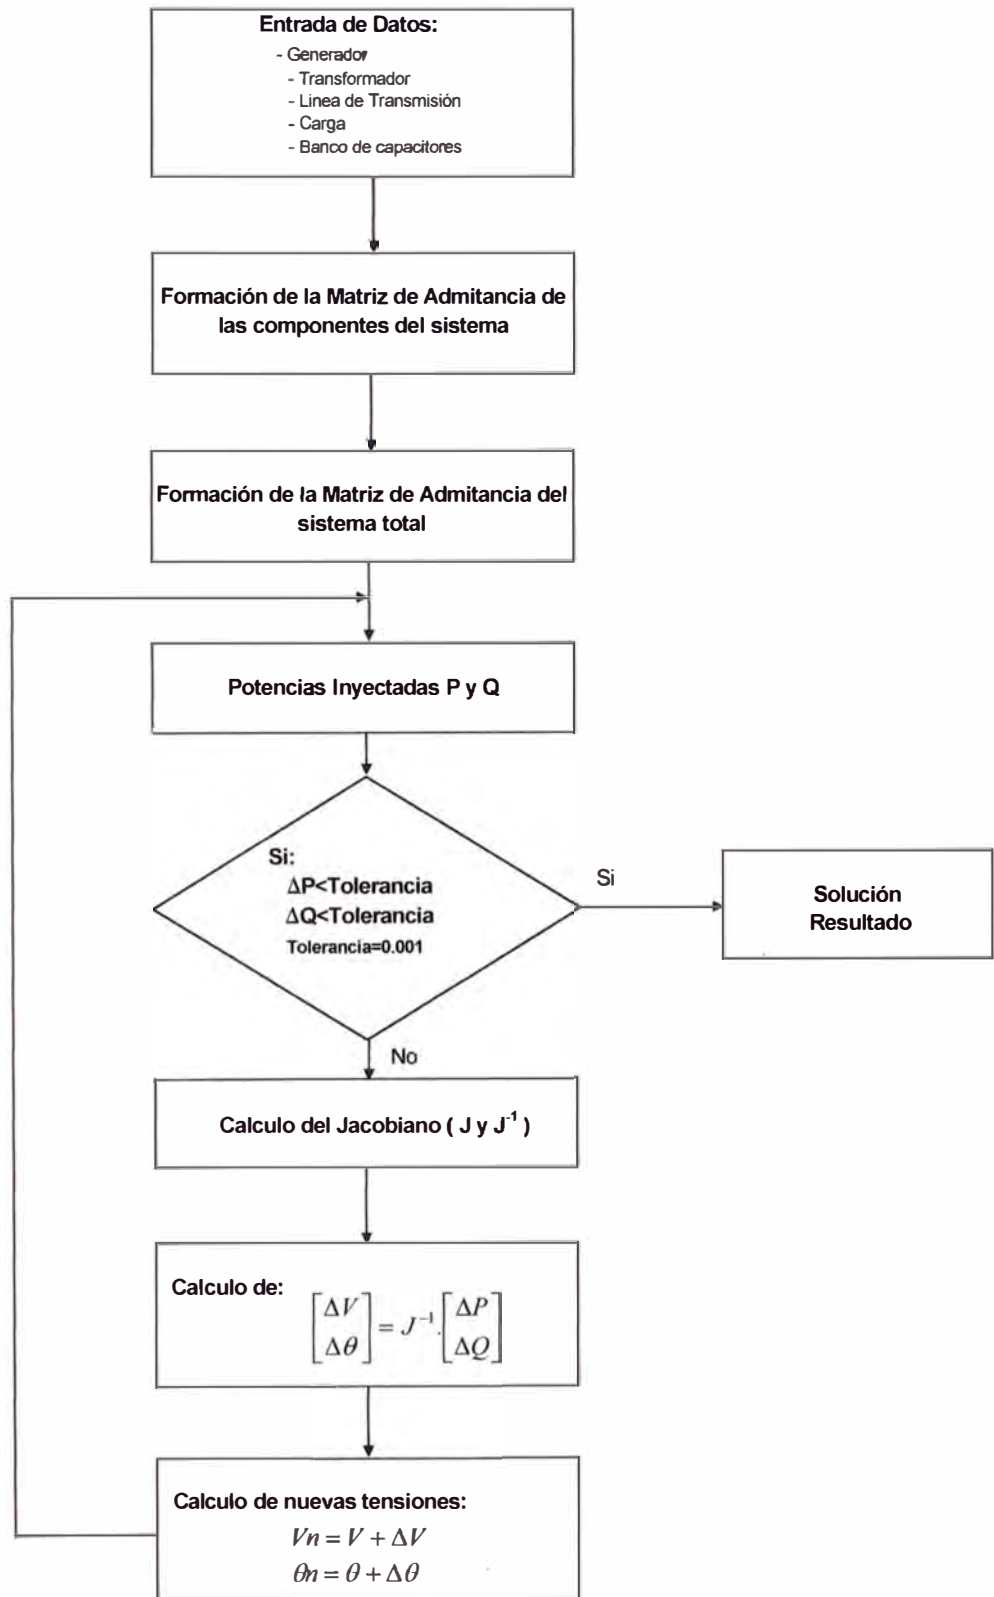 Entrada de Datos:
- Generador
- Transformador
- Linea de Transmisión
- Carga
- Banco de capacitores
Formación de la Matriz de Admitancia de
las componentes del sistema
Formación de la Matriz de Admitancia del
sistema total
Potencias Inyectadas P y Q
Si:
ΔP<Tolerancia
ΔQ<Tolerancia
Tolerancia=0.001
Si
Solución
Resultado
No
Calculo del Jacobiano ( J y J⁻¹ )
Calculo de:
[ΔV; Δθ] = J⁻¹.[ΔP; ΔQ]
Calculo de nuevas tensiones:
Vn = V + ΔV
θn = θ + Δθ